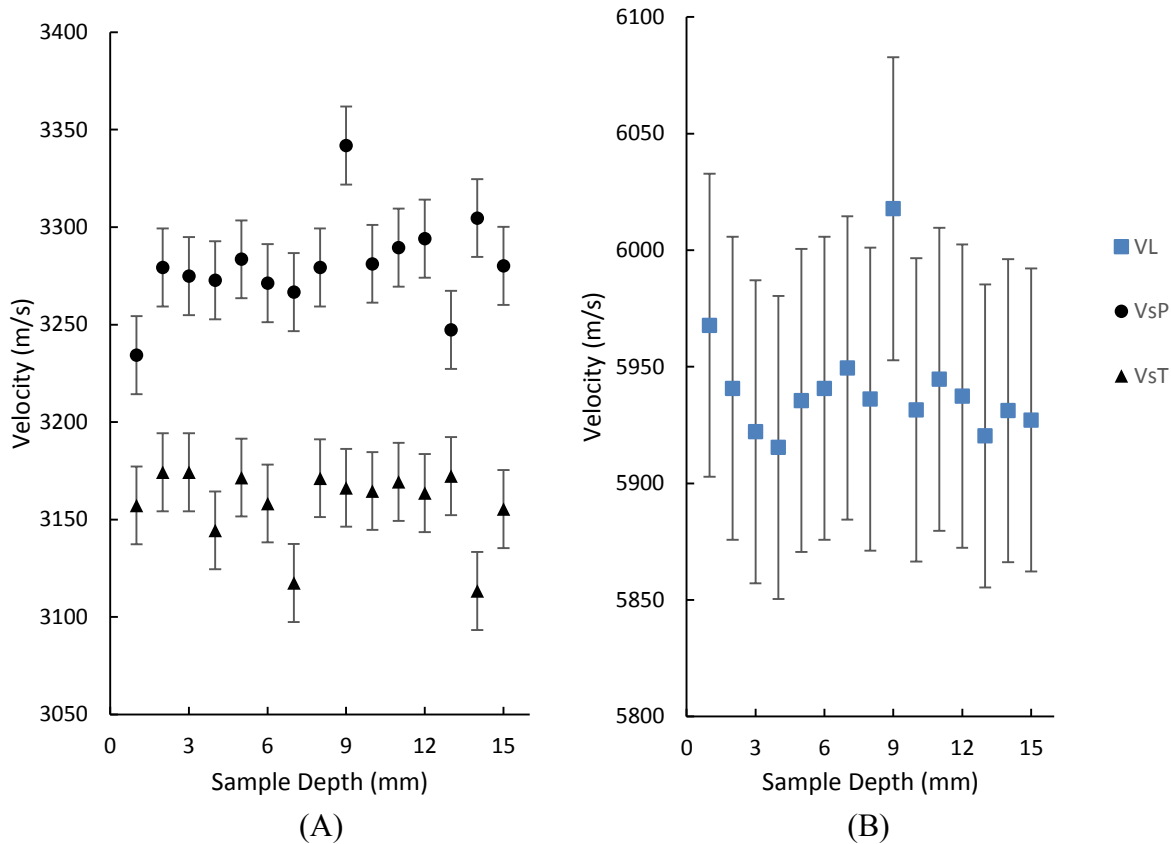 3400
3350
3300
3250
3200
3150
3100
3050
Velocity (m/s)
0 3 6 9 12 15
Sample Depth (mm)
(A)
6100
6050
6000
5950
5900
5850
5800
Velocity (m/s)
0 3 6 9 12 15
Sample Depth (mm)
(B)
VL
VsP
VsT